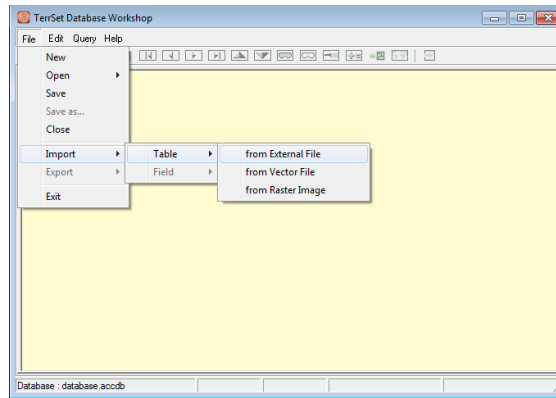 TerrSet Database Workshop
File Edit Query Help
New
Open
Save
Save as...
Close
Import Table from External File
Export Field from Vector File
from Raster Image
Exit
Database : database.accdb